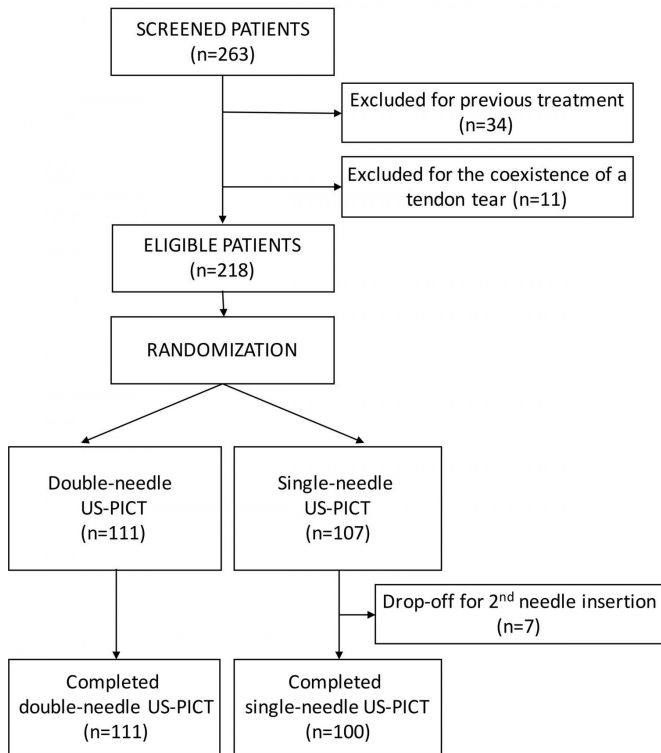 SCREENED PATIENTS
(n=263)
Excluded for previous treatment
(n=34)
Excluded for the coexistence of a
tendon tear (n=11)
ELIGIBLE PATIENTS
(n=218)
RANDOMIZATION
Double-needle
US-PICT
(n=111)
Single-needle
US-PICT
(n=107)
Drop-off for 2nd needle insertion
(n=7)
Completed
double-needle US-PICT
(n=111)
Completed
single-needle US-PICT
(n=100)